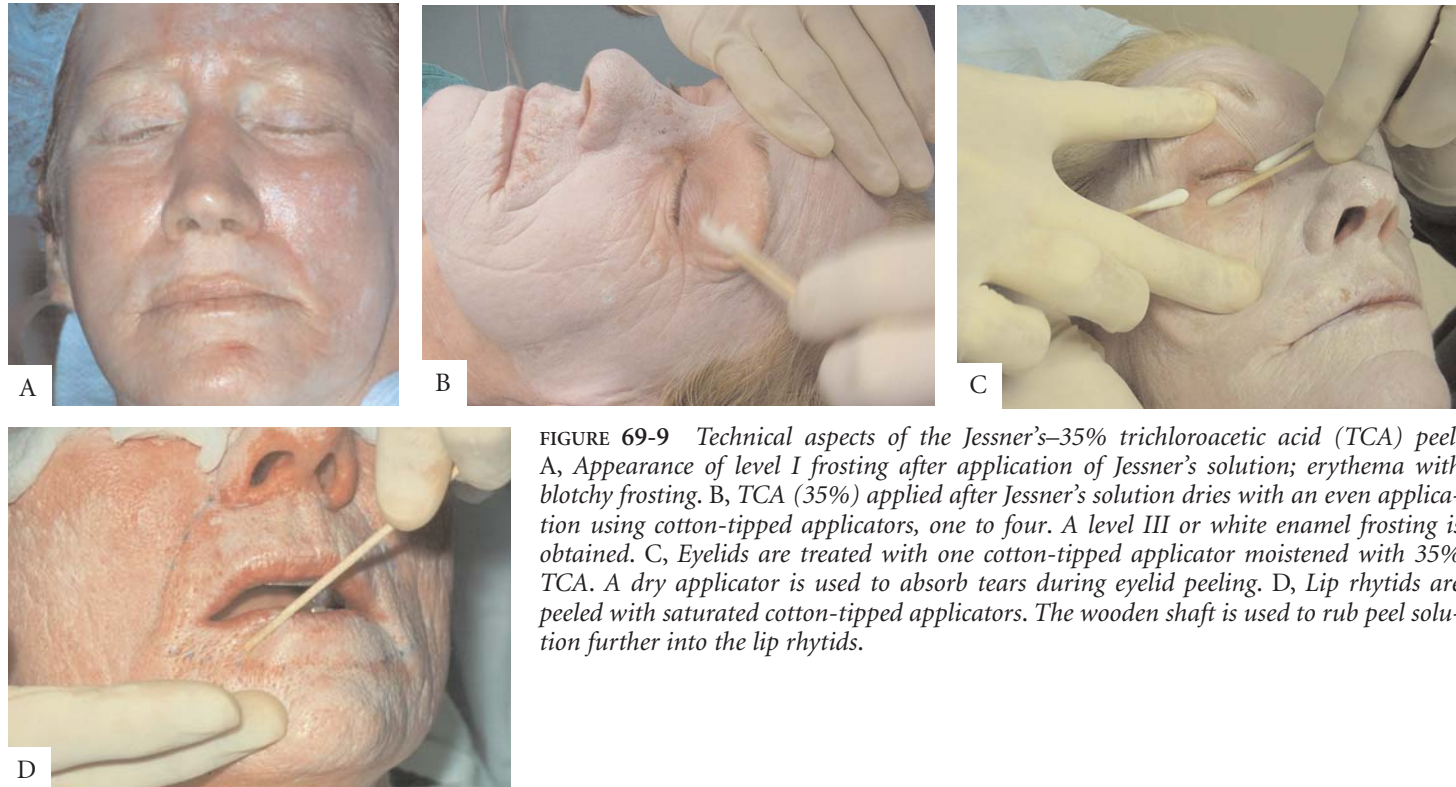 A
B
C
D
FIGURE 69-9 Technical aspects of the Jessner's–35% trichloroacetic acid (TCA) peel
A, Appearance of level I frosting after application of Jessner's solution; erythema with
blotchy frosting. B, TCA (35%) applied after Jessner's solution dries with an even applica-
tion using cotton-tipped applicators, one to four. A level III or white enamel frosting i
obtained. C, Eyelids are treated with one cotton-tipped applicator moistened with 35%
TCA. A dry applicator is used to absorb tears during eyelid peeling. D, Lip rhytids ar
peeled with saturated cotton-tipped applicators. The wooden shaft is used to rub peel solu-
tion further into the lip rhytids.